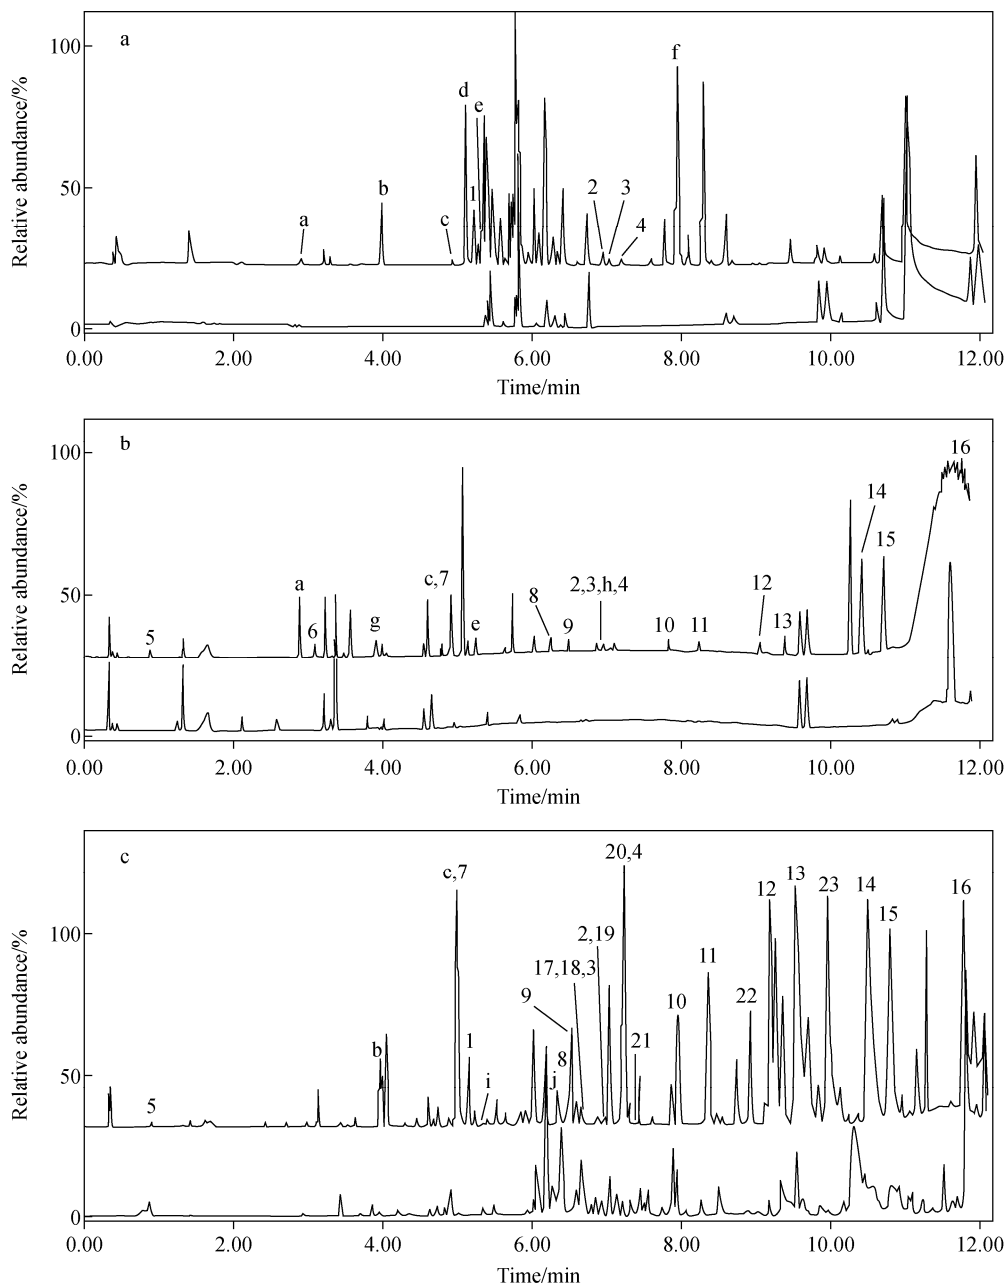 a
Relative abundance/%
100
50
0
f
d
e
b
1
2
3
a
c
4
0.00 2.00 4.00 6.00 8.00 10.00 12.00
Time/min
b
Relative abundance/%
100
50
0
16
14
15
a
c,7
8
2,3,h,4
12
5
6
g
e
9
10
11
13
0.00 2.00 4.00 6.00 8.00 10.00 12.00
Time/min
c
Relative abundance/%
100
50
0
20,4
c,7
13
12
23
14
16
15
2,19
17,18,3
11
9
10
22
b
1
21
8
i
j
5
0.00 2.00 4.00 6.00 8.00 10.00 12.00
Time/min